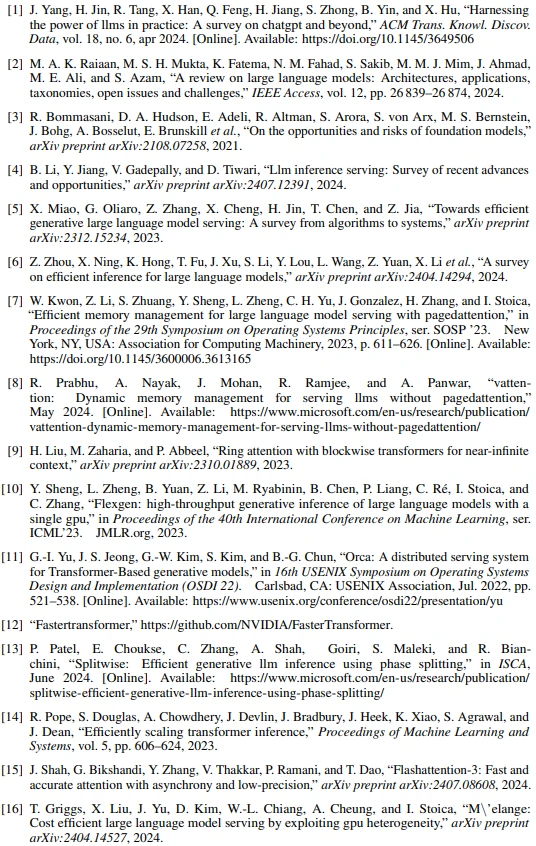 [1] J. Yang, H. Jin, R. Tang, X. Han, Q. Feng, H. Jiang, S. Zhong, B. Yin, and X. Hu, “Harnessing
the power of llms in practice: A survey on chatgpt and beyond,” ACM Trans. Knowl. Discov.
Data, vol. 18, no. 6, apr 2024. [Online]. Available: https://doi.org/10.1145/3649506
[2] M. A. K. Raiaan, M. S. H. Mukta, K. Fatema, N. M. Fahad, S. Sakib, M. M. J. Mim, J. Ahmad,
M. E. Ali, and S. Azam, “A review on large language models: Architectures, applications,
taxonomies, open issues and challenges,” IEEE Access, vol. 12, pp. 26 839–26 874, 2024.
[3] R. Bommasani, D. A. Hudson, E. Adeli, R. Altman, S. Arora, S. von Arx, M. S. Bernstein,
J. Bohg, A. Bosselut, E. Brunskill et al., “On the opportunities and risks of foundation models,”
arXiv preprint arXiv:2108.07258, 2021.
[4] B. Li, Y. Jiang, V. Gadepally, and D. Tiwari, “Llm inference serving: Survey of recent advances
and opportunities,” arXiv preprint arXiv:2407.12391, 2024.
[5] X. Miao, G. Oliaro, Z. Zhang, X. Cheng, H. Jin, T. Chen, and Z. Jia, “Towards efficient
generative large language model serving: A survey from algorithms to systems,” arXiv preprint
arXiv:2312.15234, 2023.
[6] Z. Zhou, X. Ning, K. Hong, T. Fu, J. Xu, S. Li, Y. Lou, L. Wang, Z. Yuan, X. Li et al., “A survey
on efficient inference for large language models,” arXiv preprint arXiv:2404.14294, 2024.
[7] W. Kwon, Z. Li, S. Zhuang, Y. Sheng, L. Zheng, C. H. Yu, J. Gonzalez, H. Zhang, and I. Stoica,
“Efficient memory management for large language model serving with pagedattention,” in
Proceedings of the 29th Symposium on Operating Systems Principles, ser. SOSP ’23. New
York, NY, USA: Association for Computing Machinery, 2023, p. 611–626. [Online]. Available:
https://doi.org/10.1145/3600006.3613165
[8] R. Prabhu, A. Nayak, J. Mohan, R. Ramjee, and A. Panwar, “vatten-
tion: Dynamic memory management for serving llms without pagedattention,”
May 2024. [Online]. Available: https://www.microsoft.com/en-us/research/publication/
vattention-dynamic-memory-management-for-serving-llms-without-pagedattention/
[9] H. Liu, M. Zaharia, and P. Abbeel, “Ring attention with blockwise transformers for near-infinite
context,” arXiv preprint arXiv:2310.01889, 2023.
[10] Y. Sheng, L. Zheng, B. Yuan, Z. Li, M. Ryabinin, B. Chen, P. Liang, C. Ré, I. Stoica, and
C. Zhang, “Flexgen: high-throughput generative inference of large language models with a
single gpu,” in Proceedings of the 40th International Conference on Machine Learning, ser.
ICML’23. JMLR.org, 2023.
[11] G.-I. Yu, J. S. Jeong, G.-W. Kim, S. Kim, and B.-G. Chun, “Orca: A distributed serving system
for Transformer-Based generative models,” in 16th USENIX Symposium on Operating Systems
Design and Implementation (OSDI 22). Carlsbad, CA: USENIX Association, Jul. 2022, pp.
521–538. [Online]. Available: https://www.usenix.org/conference/osdi22/presentation/yu
[12] “Fastertransformer,” https://github.com/NVIDIA/FasterTransformer.
[13] P. Patel, E. Choukse, C. Zhang, A. Shah, Goiri, S. Maleki, and R. Bian-
chini, “Splitwise: Efficient generative llm inference using phase splitting,” in ISCA,
June 2024. [Online]. Available: https://www.microsoft.com/en-us/research/publication/
splitwise-efficient-generative-llm-inference-using-phase-splitting/
[14] R. Pope, S. Douglas, A. Chowdhery, J. Devlin, J. Bradbury, J. Heek, K. Xiao, S. Agrawal, and
J. Dean, “Efficiently scaling transformer inference,” Proceedings of Machine Learning and
Systems, vol. 5, pp. 606–624, 2023.
[15] J. Shah, G. Bikshandi, Y. Zhang, V. Thakkar, P. Ramani, and T. Dao, “Flashattention-3: Fast and
accurate attention with asynchrony and low-precision,” arXiv preprint arXiv:2407.08608, 2024.
[16] T. Griggs, X. Liu, J. Yu, D. Kim, W.-L. Chiang, A. Cheung, and I. Stoica, “M\’elange:
Cost efficient large language model serving by exploiting gpu heterogeneity,” arXiv preprint
arXiv:2404.14527, 2024.